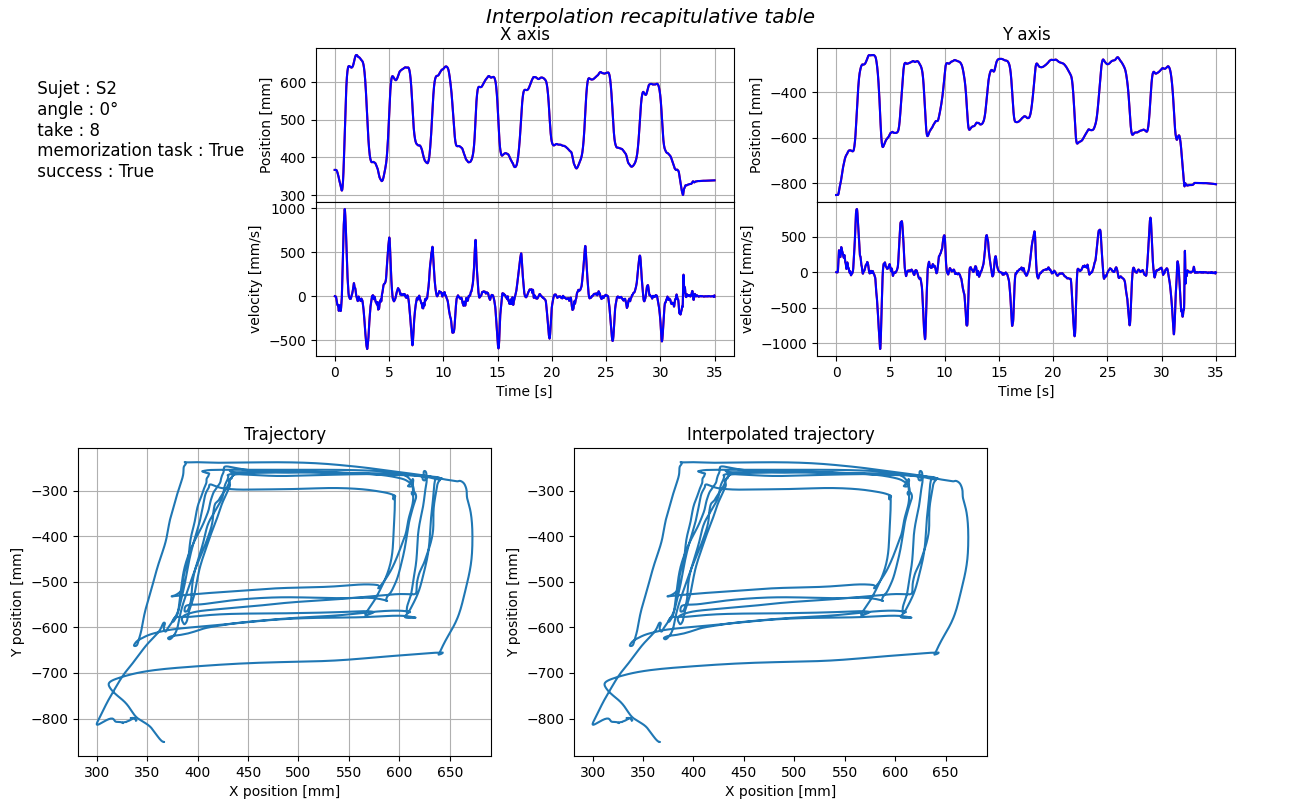 Interpolation recapitulative table
Sujet : S2
angle : 0°
take : 8
memorization task : True
success : True
X axis
Position [mm]
600
500
400
300
velocity [mm/s]
1000
500
0
−500
0 5 10 15 20 25 30 35
Time [s]
Y axis
Position [mm]
−400
−600
−800
velocity [mm/s]
500
0
−500
−1000
0 5 10 15 20 25 30 35
Time [s]
Trajectory
Y position [mm]
−300
−400
−500
−600
−700
−800
300 350 400 450 500 550 600 650
X position [mm]
Interpolated trajectory
Y position [mm]
−300
−400
−500
−600
−700
−800
300 350 400 450 500 550 600 650
X position [mm]